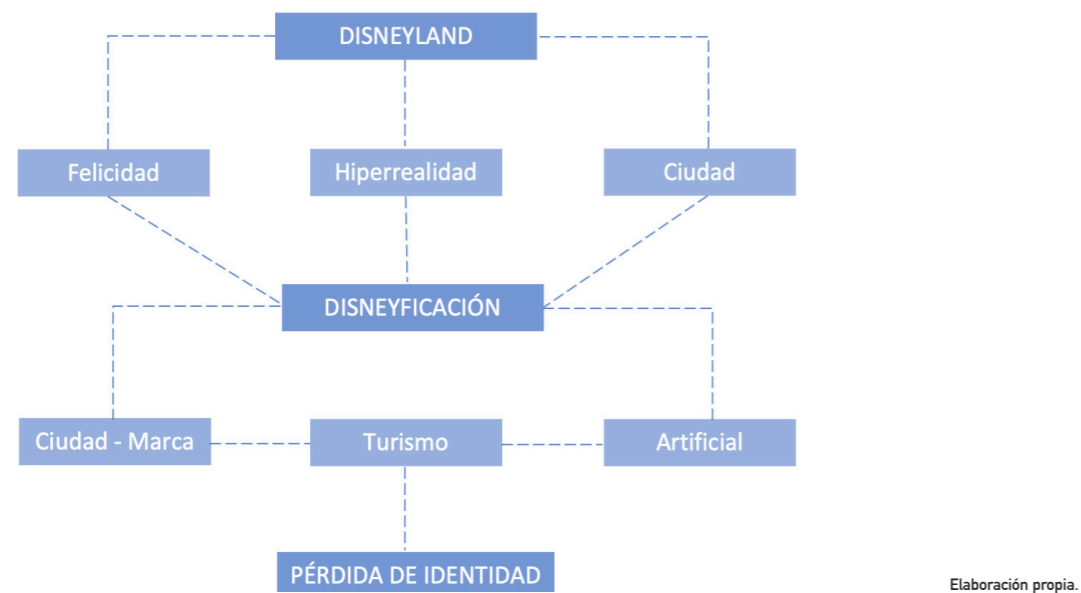 DISNEYLAND
Felicidad
Hiperrealidad
Ciudad
DISNEYFICACIÓN
Ciudad - Marca
Turismo
Artificial
PÉRDIDA DE IDENTIDAD
Elaboración propia.